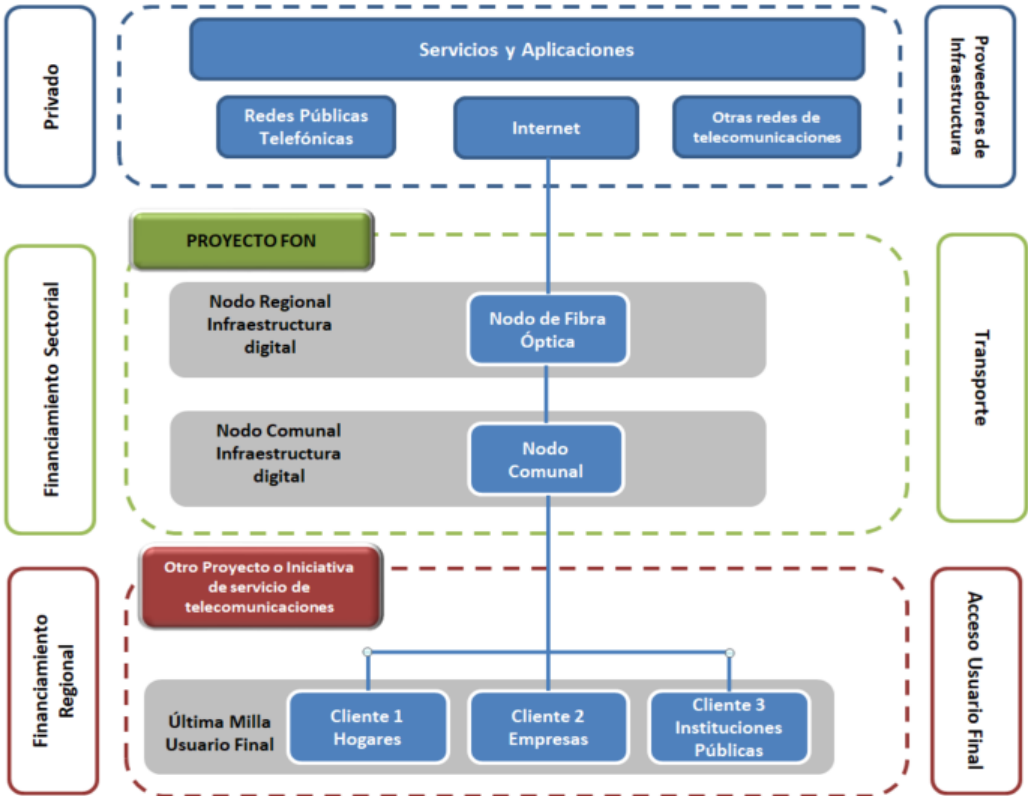 Privado
Servicios y Aplicaciones
Redes Públicas
Telefónicas
Internet
Otras redes de
telecomunicaciones
Proveedores de
Infraestructura
Financiamiento Sectorial
PROYECTO FON
Nodo Regional
Infraestructura
digital
Nodo de Fibra
Óptica
Nodo Comunal
Infraestructura
digital
Nodo
Comunal
Transporte
Financiamiento
Regional
Otro Proyecto o Iniciativa
de servicio de
telecomunicaciones
Última Milla
Usuario Final
Cliente 1
Hogares
Cliente 2
Empresas
Cliente 3
Instituciones
Públicas
Acceso Usuario Final